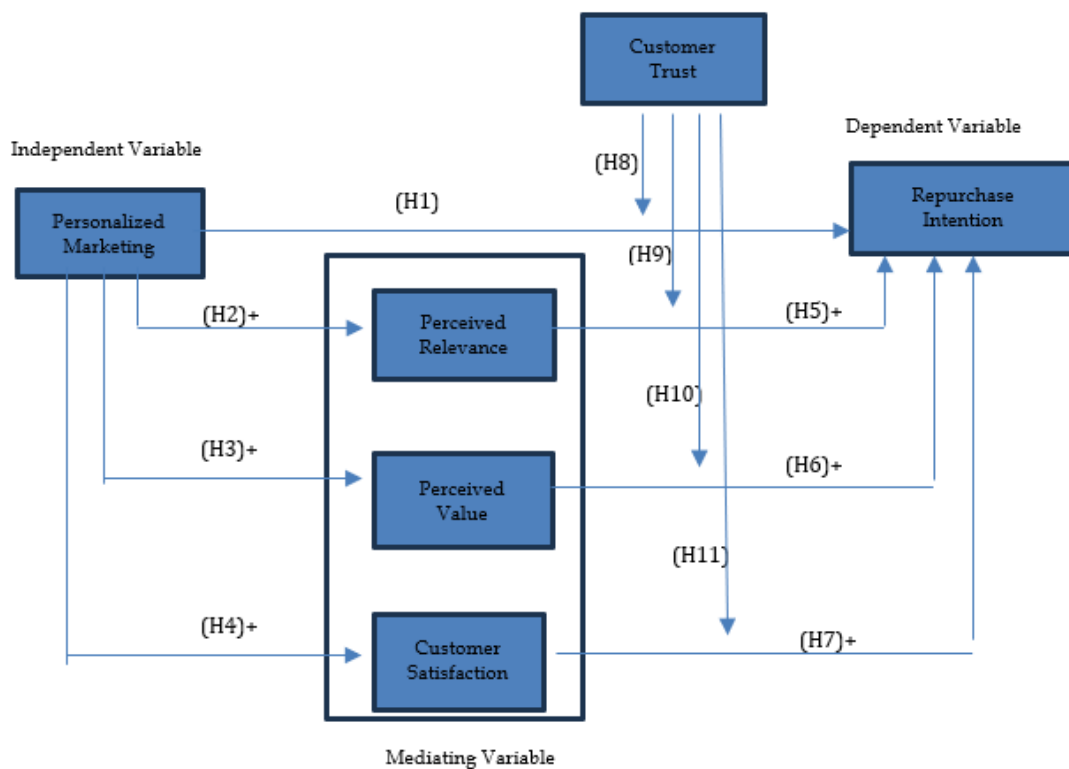 Customer
Trust
Dependent Variable
Independent Variable
(H8)
Repurchase
Intention
(H1)
Personalized
Marketing
(H9)
(H2)+
(H5)+
Perceived
Relevance
(H10)
(H3)+
(H6)+
Perceived
Value
(H11)
(H4)+
(H7)+
Customer
Satisfaction
Mediating Variable